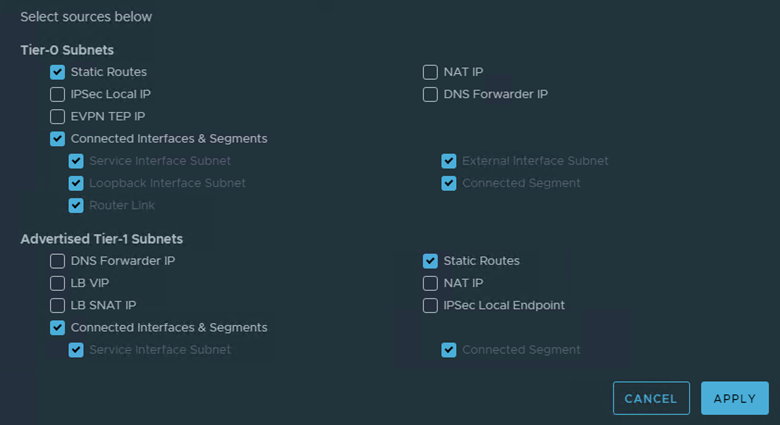 Select sources below
Tier-0 Subnets
Static Routes NAT IP
IPSec Local IP DNS Forwarder IP
EVPN TEP IP
Connected Interfaces & Segments
Service Interface Subnet External Interface Subnet
Loopback Interface Subnet Connected Segment
Router Link
Advertised Tier-1 Subnets
DNS Forwarder IP Static Routes
LB VIP NAT IP
LB SNAT IP IPSec Local Endpoint
Connected Interfaces & Segments
Service Interface Subnet Connected Segment
CANCEL APPLY